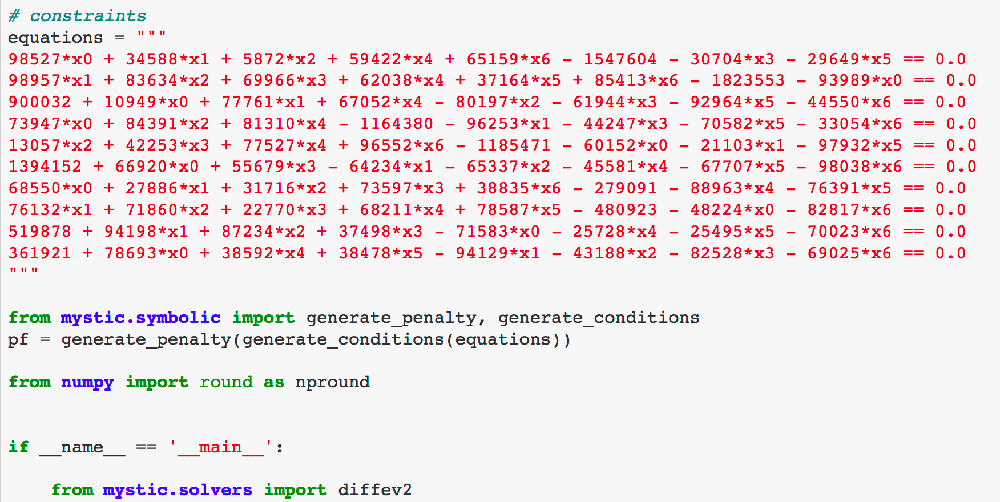 # constraints
equations = """
98527*x0 + 34588*x1 + 5872*x2 + 59422*x4 + 65159*x6 - 1547604 - 30704*x3 - 29649*x5 == 0.0
98957*x1 + 83634*x2 + 69966*x3 + 62038*x4 + 37164*x5 + 85413*x6 - 1823553 - 93989*x0 == 0.0
900032 + 10949*x0 + 77761*x1 + 67052*x4 - 80197*x2 - 61944*x3 - 92964*x5 - 44550*x6 == 0.0
73947*x0 + 84391*x2 + 81310*x4 - 1164380 - 96253*x1 - 44247*x3 - 70582*x5 - 33054*x6 == 0.0
13057*x2 + 42253*x3 + 77527*x4 + 96552*x6 - 1185471 - 60152*x0 - 21103*x1 - 97932*x5 == 0.0
1394152 + 66920*x0 + 55679*x3 - 64234*x1 - 65337*x2 - 45581*x4 - 67707*x5 - 98038*x6 == 0.0
68550*x0 + 27886*x1 + 31716*x2 + 73597*x3 + 38835*x6 - 279091 - 88963*x4 - 76391*x5 == 0.0
76132*x1 + 71860*x2 + 22770*x3 + 68211*x4 + 78587*x5 - 480923 - 48224*x0 - 82817*x6 == 0.0
519878 + 94198*x1 + 87234*x2 + 37498*x3 - 71583*x0 - 25728*x4 - 25495*x5 - 70023*x6 == 0.0
361921 + 78693*x0 + 38592*x4 + 38478*x5 - 94129*x1 - 43188*x2 - 82528*x3 - 69025*x6 == 0.0
"""
from mystic.symbolic import generate_penalty, generate_conditions
pf = generate_penalty(generate_conditions(equations))
from numpy import round as npround
if __name__ == '__main__':
from mystic.solvers import diffev2